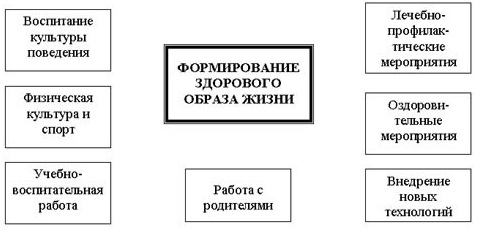 Воспитание
культуры
поведения
ФОРМИРОВАНИЕ
ЗДОРОВОГО
ОБРАЗА ЖИЗНИ
Лечебно-
профилак-
тические
мероприятия
Физическая
культура и
спорт
Оздорови-
тельные
мероприятия
Учебно-
воспитательная
работа
Работа с
родителями
Внедрение
новых
технологий